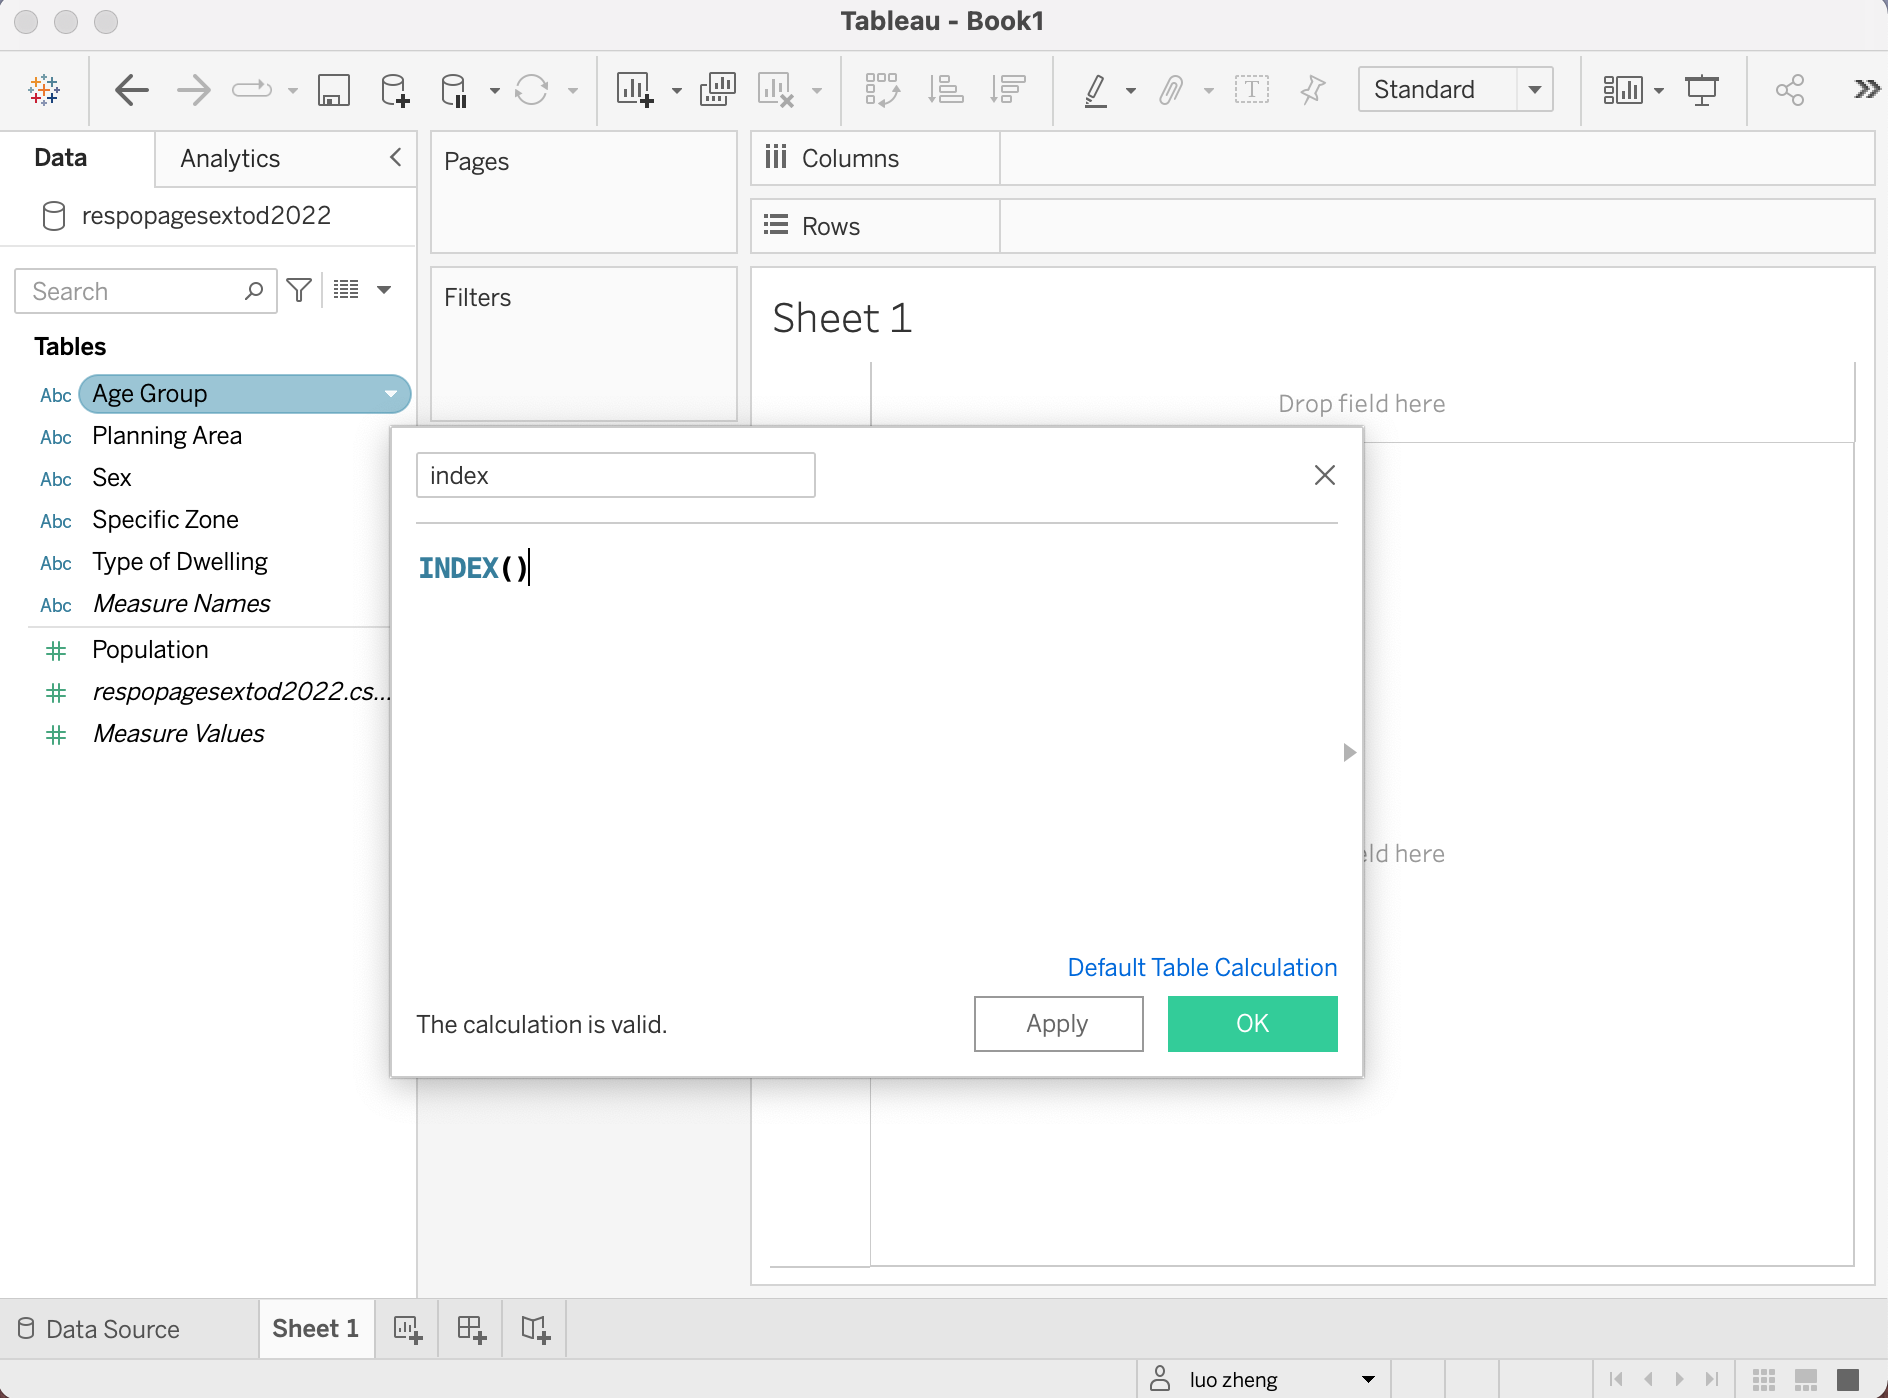 Tableau - Book1
Standard
Data
Analytics
respopagesextod2022
Search
Tables
Abc Age Group
Abc Planning Area
Abc Sex
Abc Specific Zone
Abc Type of Dwelling
Abc Measure Names
Population
respopagesextod2022.cs...
Measure Values
Pages
Filters
Columns
Rows
Sheet 1
Drop field here
index
INDEX()
eld here
Default Table Calculation
The calculation is valid.
Apply
OK
Data Source
Sheet 1
luo zheng